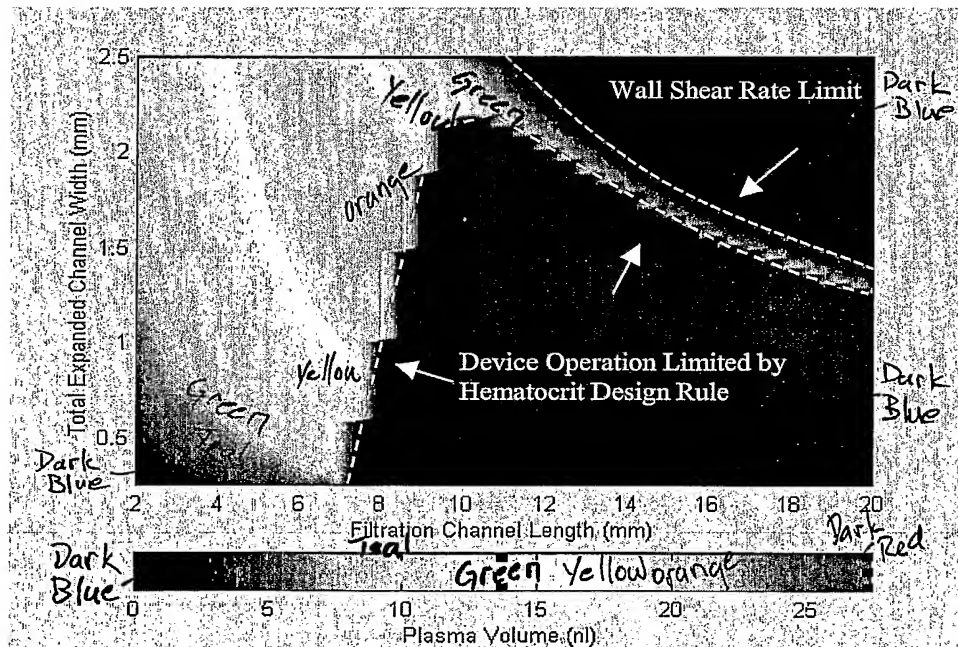 2.5
2
1.5
1
0.5
Total Expanded Channel Width (mm)
Wall Shear Rate Limit
Dark
Blue
Yellow
Green
orange
Yellow
Device Operation Limited by
Hematocrit Design Rule
Dark
Blue
Green
Teal
Dark
Blue
2 4 6 8 10 12 14 16 18 20
Filtration Channel Length (mm)
Dark
Red
Teal
Dark
Blue
Green Yellow orange
0 5 10 15 20 25
Plasma Volume (nl)